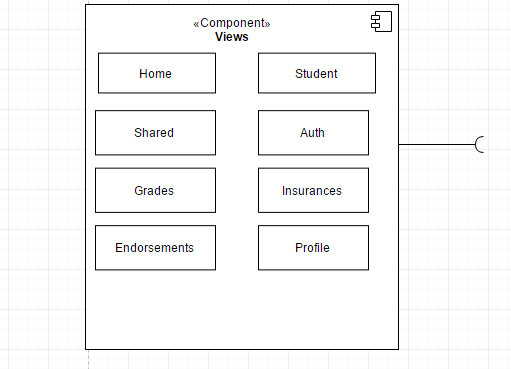 «Component»
Views
Home
Student
Shared
Auth
Grades
Insurances
Endorsements
Profile